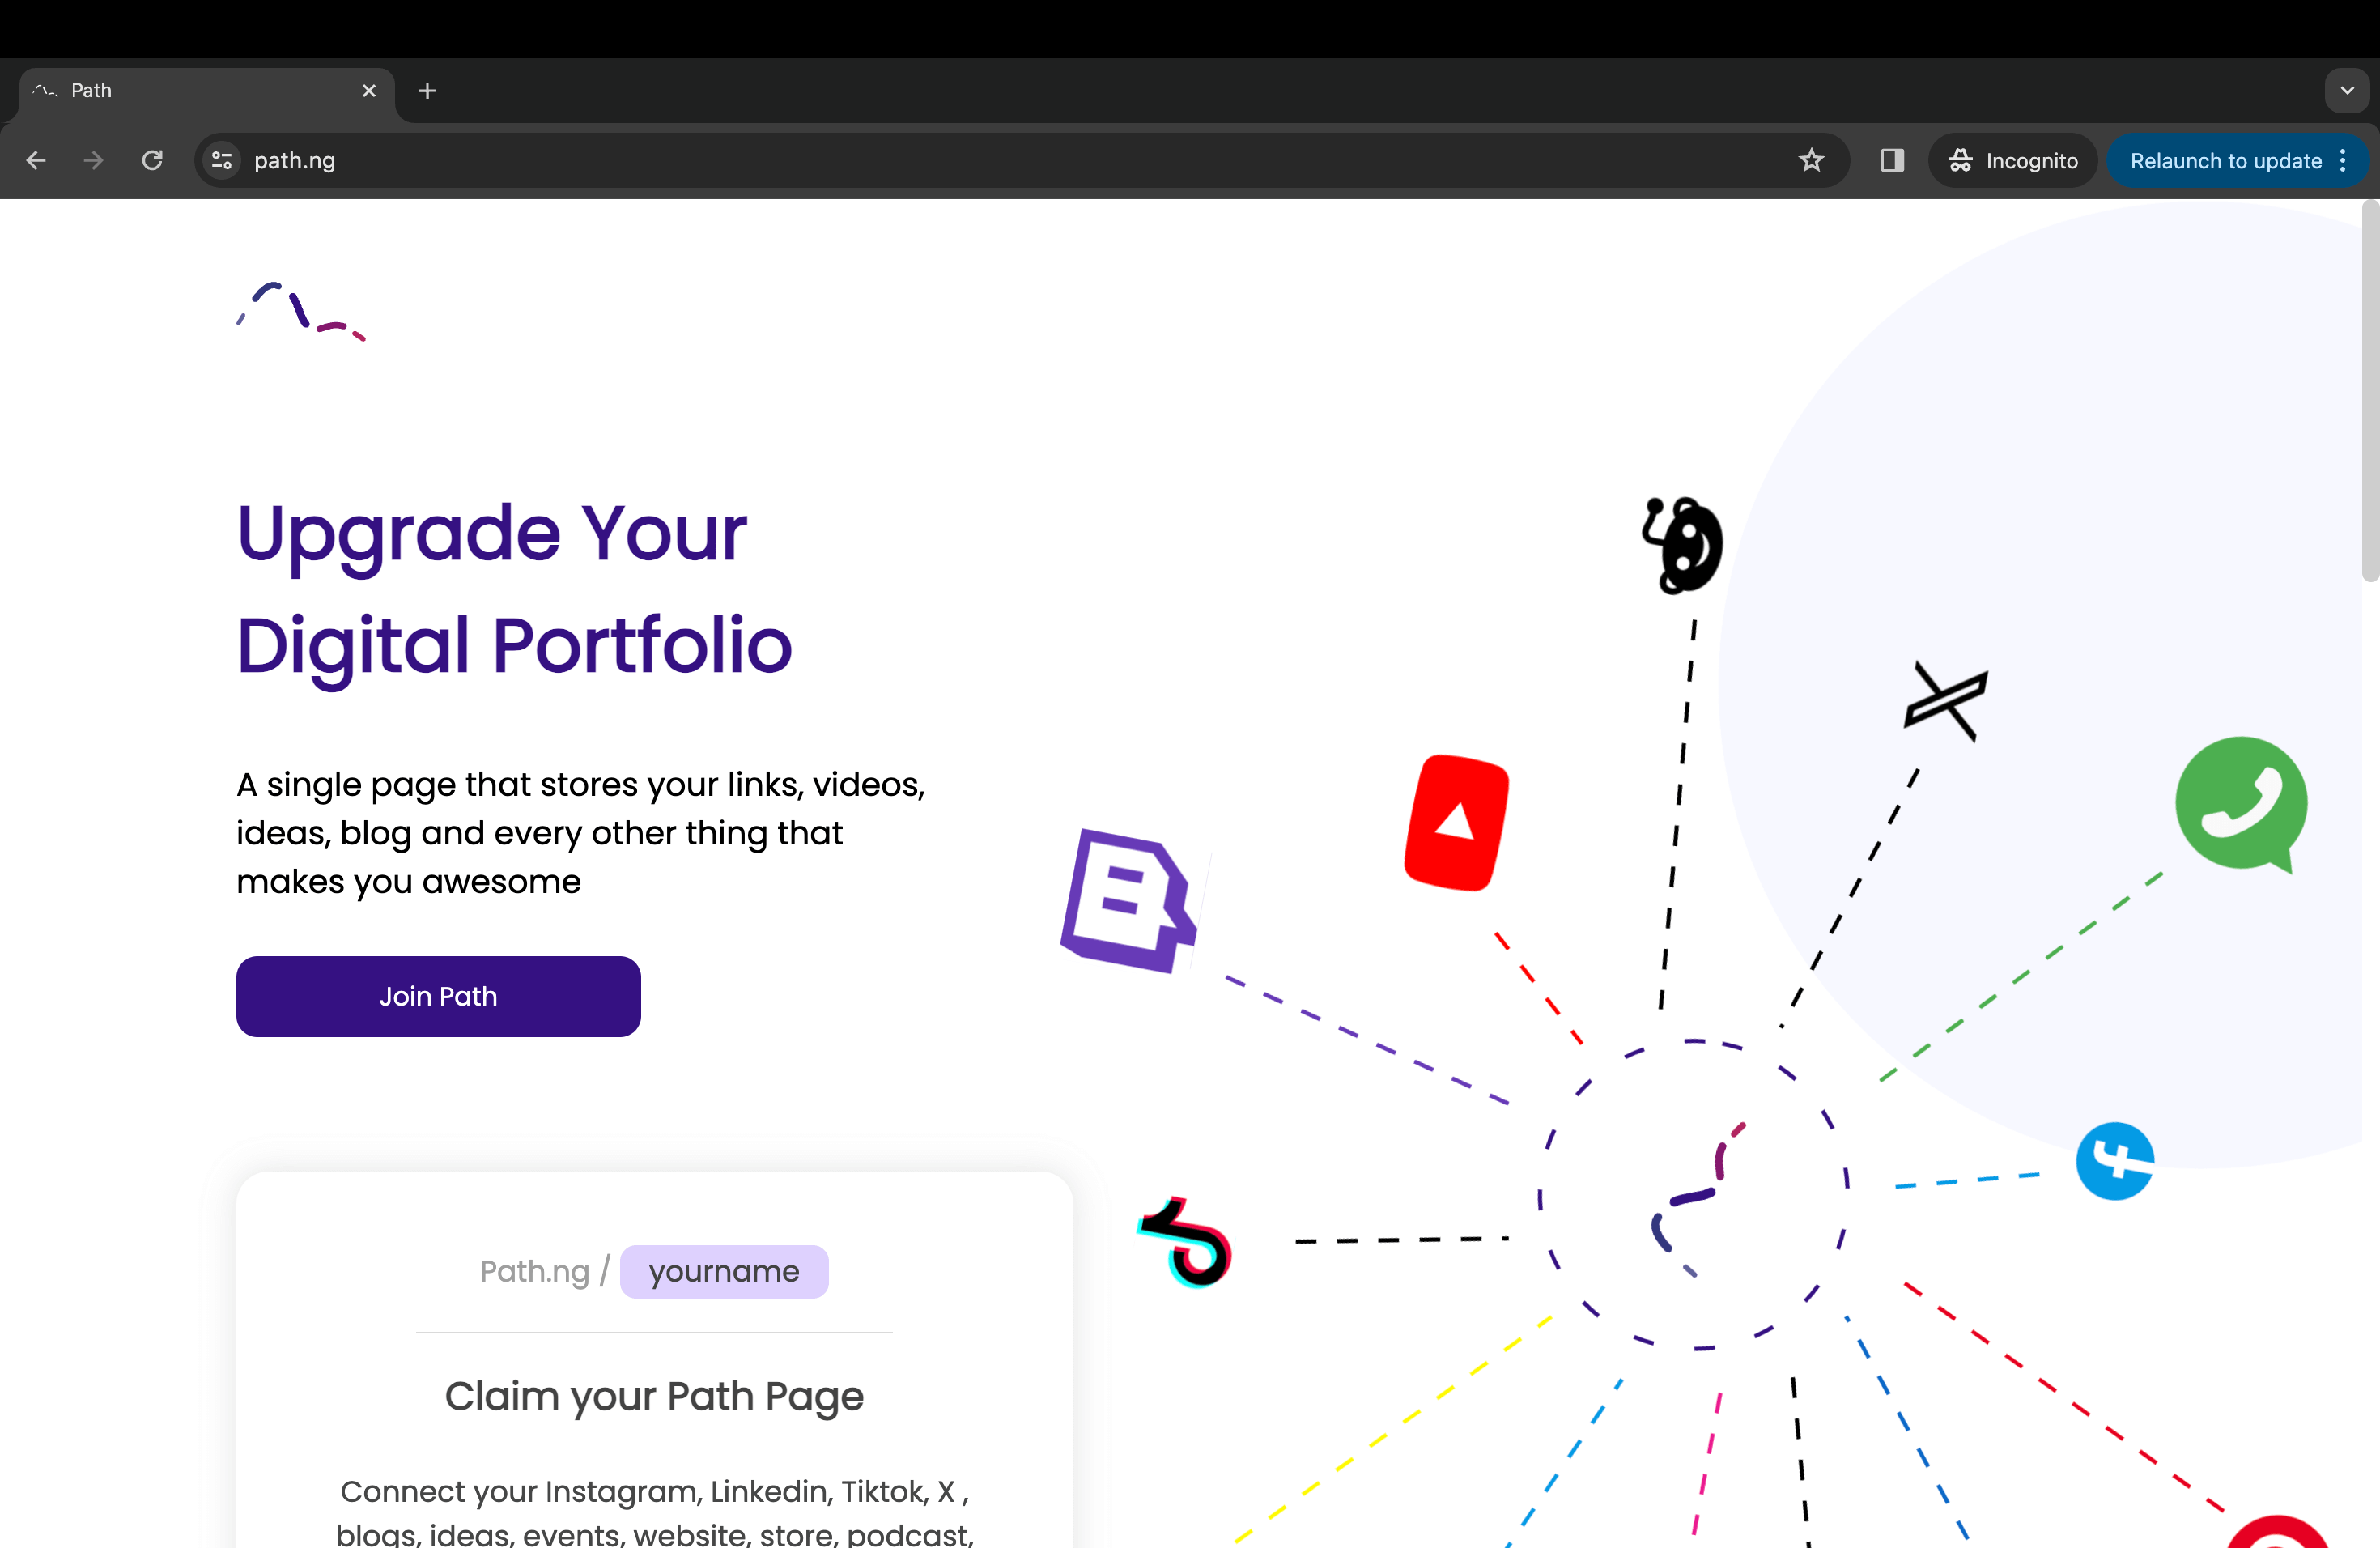 Path
path.ng
Incognito
Relaunch to update
Upgrade Your
Digital Portfolio
A single page that stores your links, videos,
ideas, blog and every other thing that
makes you awesome
Join Path
Path.ng / yourname
Claim your Path Page
Connect your Instagram, Linkedin, Tiktok, X ,
blogs, ideas, events, website, store, podcast,